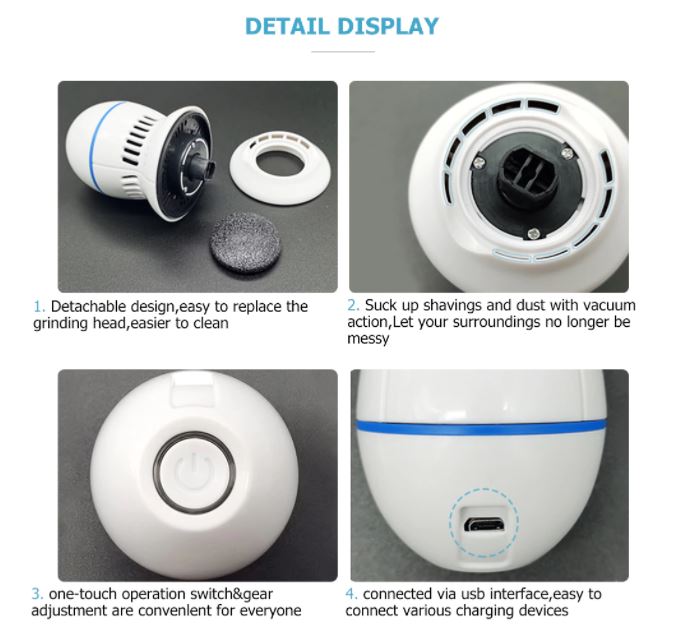 DETAIL DISPLAY
1. Detachable design,easy to replace the
grinding head,easier to clean
2. Suck up shavings and dust with vacuum
action,Let your surroundings no longer be
messy
3. one-touch operation switch&gear
adjustment are convenlent for everyone
4. connected via usb interface,easy to
connect various charging devices